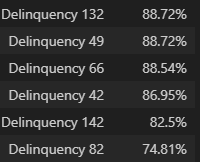 Delinquency 132 88.72%
Delinquency 49 88.72%
Delinquency 66 88.54%
Delinquency 42 86.95%
Delinquency 142 82.5%
Delinquency 82 74.81%